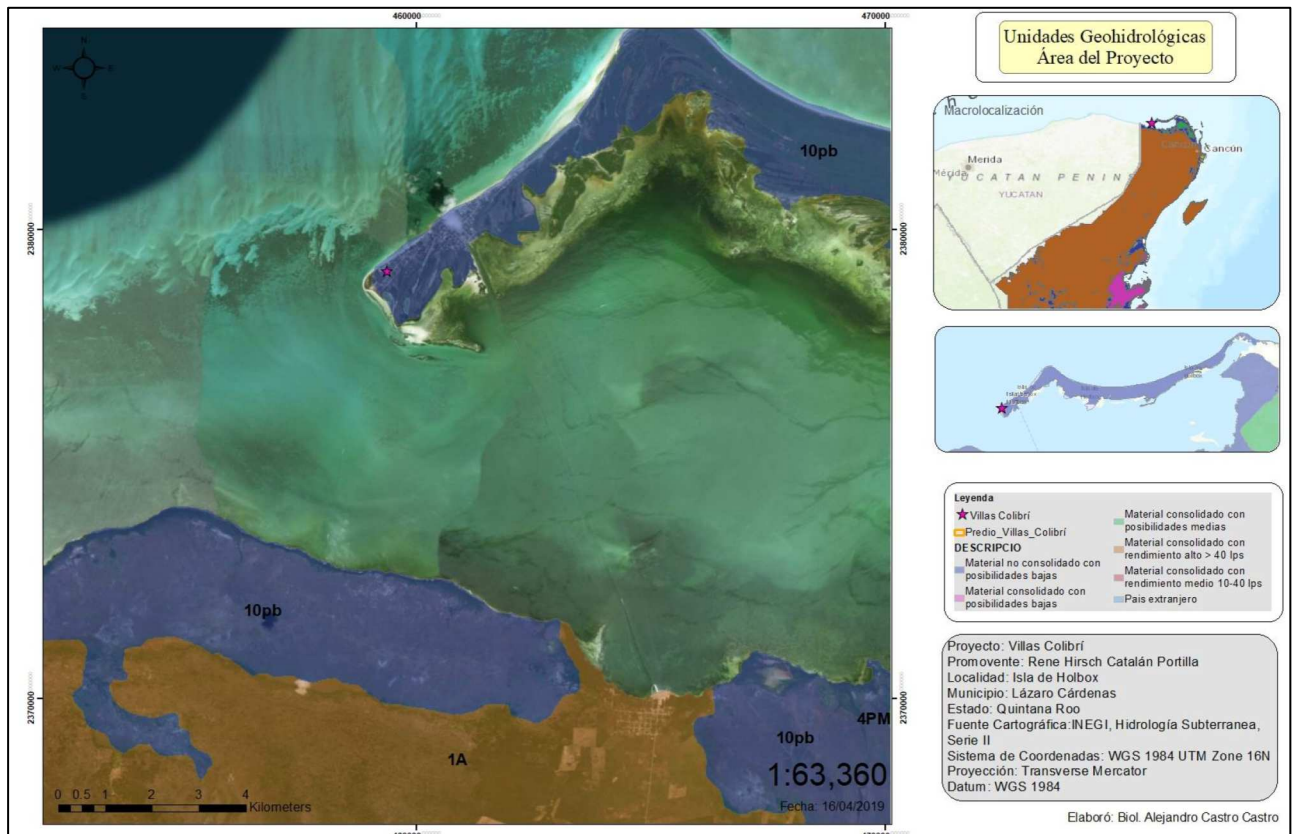 460000
470000
N
2380000
2380000
10pb
10pb
2370000
2370000
4PM
10pb
1A
1:63,360
0 0.5 1 2 3 4
Kilometers
Fecha: 16/04/2019
Unidades Geohidrológicas
Área del Proyecto
Macrolocalización
Merida
Mérida
Cancún
YUCATAN PENINS
YUCATAN
Leyenda
Villas Colibrí
Predio_Villas_Colibrí
DESCRIPCIO
Material no consolidado con
posibilidades bajas
Material consolidado con
posibilidades bajas
Material consolidado con
posibilidades medias
Material consolidado con
rendimiento alto > 40 lps
Material consolidado con
rendimiento medio 10-40 lps
Pais extranjero
Proyecto: Villas Colibrí
Promovente: Rene Hirsch Catalán Portilla
Localidad: Isla de Holbox
Municipio: Lázaro Cárdenas
Estado: Quintana Roo
Fuente Cartográfica:INEGI, Hidrología Subterranea,
Serie II
Sistema de Coordenadas: WGS 1984 UTM Zone 16N
Proyección: Transverse Mercator
Datum: WGS 1984
Elaboró: Biol. Alejandro Castro Castro